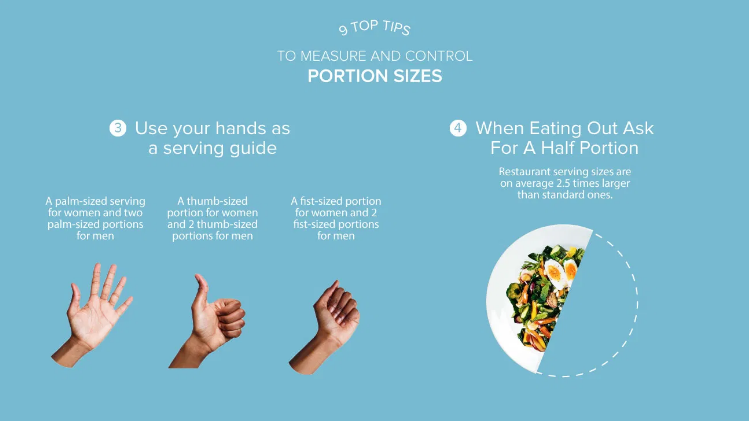 9 TOP TIPS
TO MEASURE AND CONTROL
PORTION SIZES
3 Use your hands as
a serving guide
A palm-sized serving
for women and two
palm-sized portions
for men
A thumb-sized
portion for women
and 2 thumb-sized
portions for men
A fist-sized portion
for women and 2
fist-sized portions
for men
4 When Eating Out Ask
For A Half Portion
Restaurant serving sizes are
on average 2.5 times larger
than standard ones.